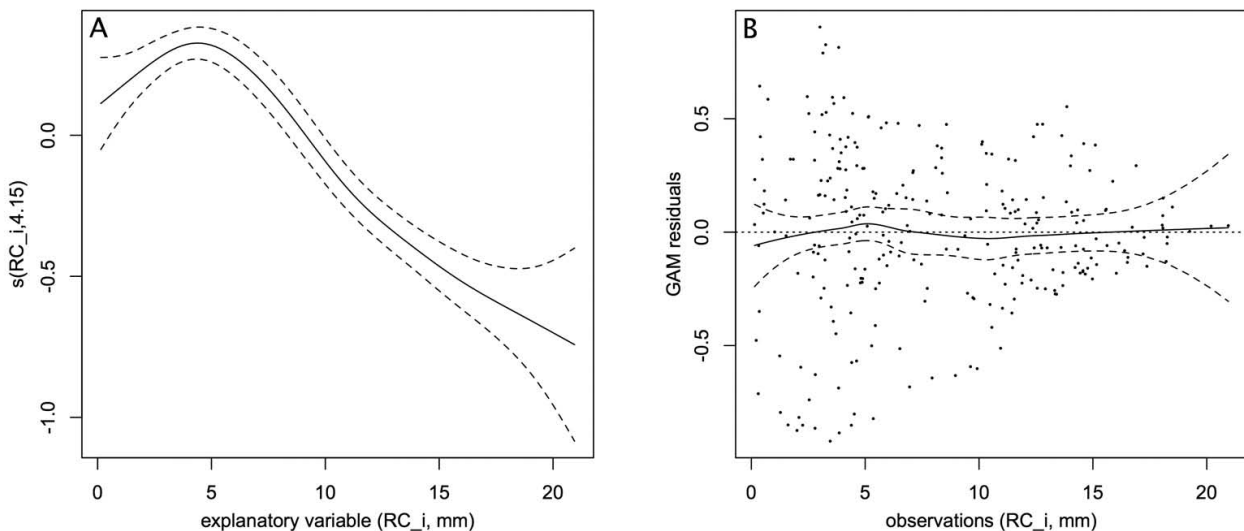 A
s(RC_i,4.15)
0.0
-0.5
-1.0
0 5 10 15 20
explanatory variable (RC_i, mm)
B
GAM residuals
0.5
0.0
-0.5
0 5 10 15 20
observations (RC_i, mm)